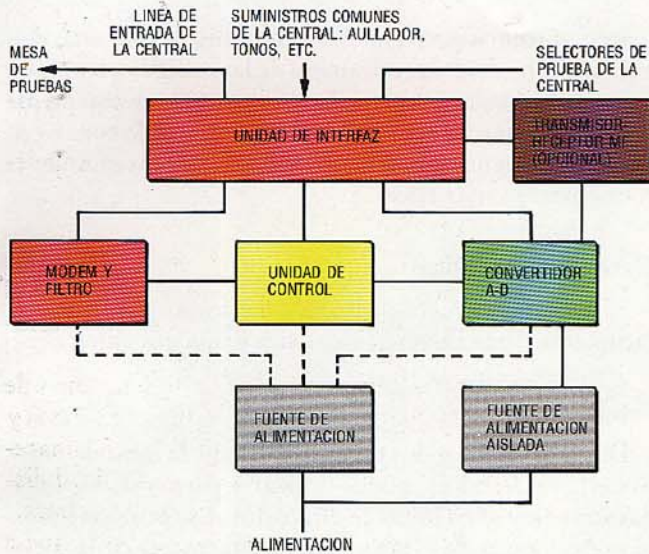 MESA
DE
PRUEBAS
LINEA DE
ENTRADA DE
LA CENTRAL
SUMINISTROS COMUNES
DE LA CENTRAL: AULLADOR,
TONOS, ETC.
SELECTORES DE
PRUEBA DE LA
CENTRAL
UNIDAD DE INTERFAZ
TRANSMISOR-
RECEPTOR MF
(OPCIONAL)
MODEM Y
FILTRO
UNIDAD DE
CONTROL
CONVERTIDOR
A-D
FUENTE DE
ALIMENTACION
FUENTE DE
ALIMENTACION
AISLADA
ALIMENTACION